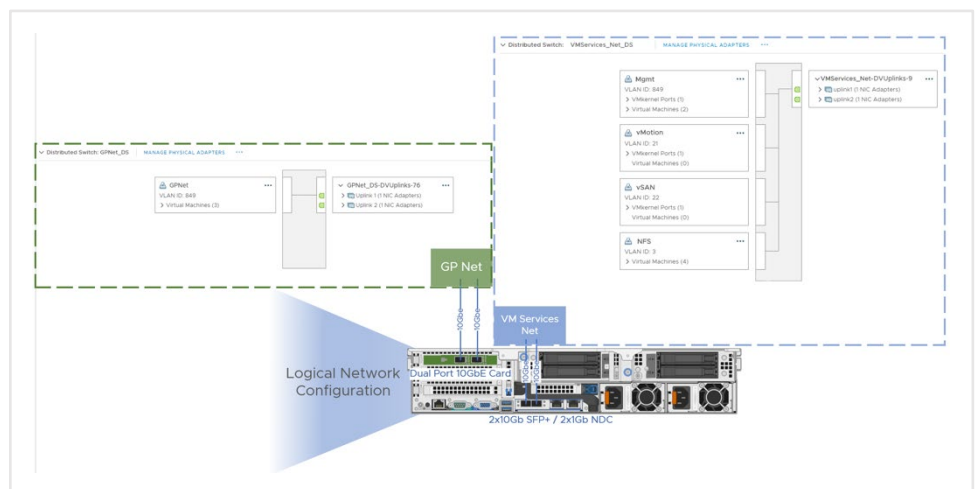 Distributed Switch: VMServices_Net_DS MANAGE PHYSICAL ADAPTERS ...
Mgmt ...
VLAN ID: 849
VMkernel Ports (1)
Virtual Machines (2)
VMServices_Net-DVUplinks-9 ...
uplink1 (1 NIC Adapters)
uplink2 (1 NIC Adapters)
vMotion ...
VLAN ID: 21
VMkernel Ports (1)
Virtual Machines (0)
vSAN ...
VLAN ID: 22
VMkernel Ports (1)
Virtual Machines (0)
NFS ...
VLAN ID: 3
Virtual Machines (4)
Distributed Switch: GPNet_DS MANAGE PHYSICAL ADAPTERS ...
GPNet ...
VLAN ID: 849
Virtual Machines (3)
GPNet_DS-DVUplinks-76 ...
Uplink 1 (1 NIC Adapters)
Uplink 2 (1 NIC Adapters)
GP Net
10Gbe
10Gbe
VM Services
Net
10Gbe
10Gbe
Logical Network
Configuration
Dual Port 10GbE Card
2x10Gb SFP+ / 2x1Gb NDC